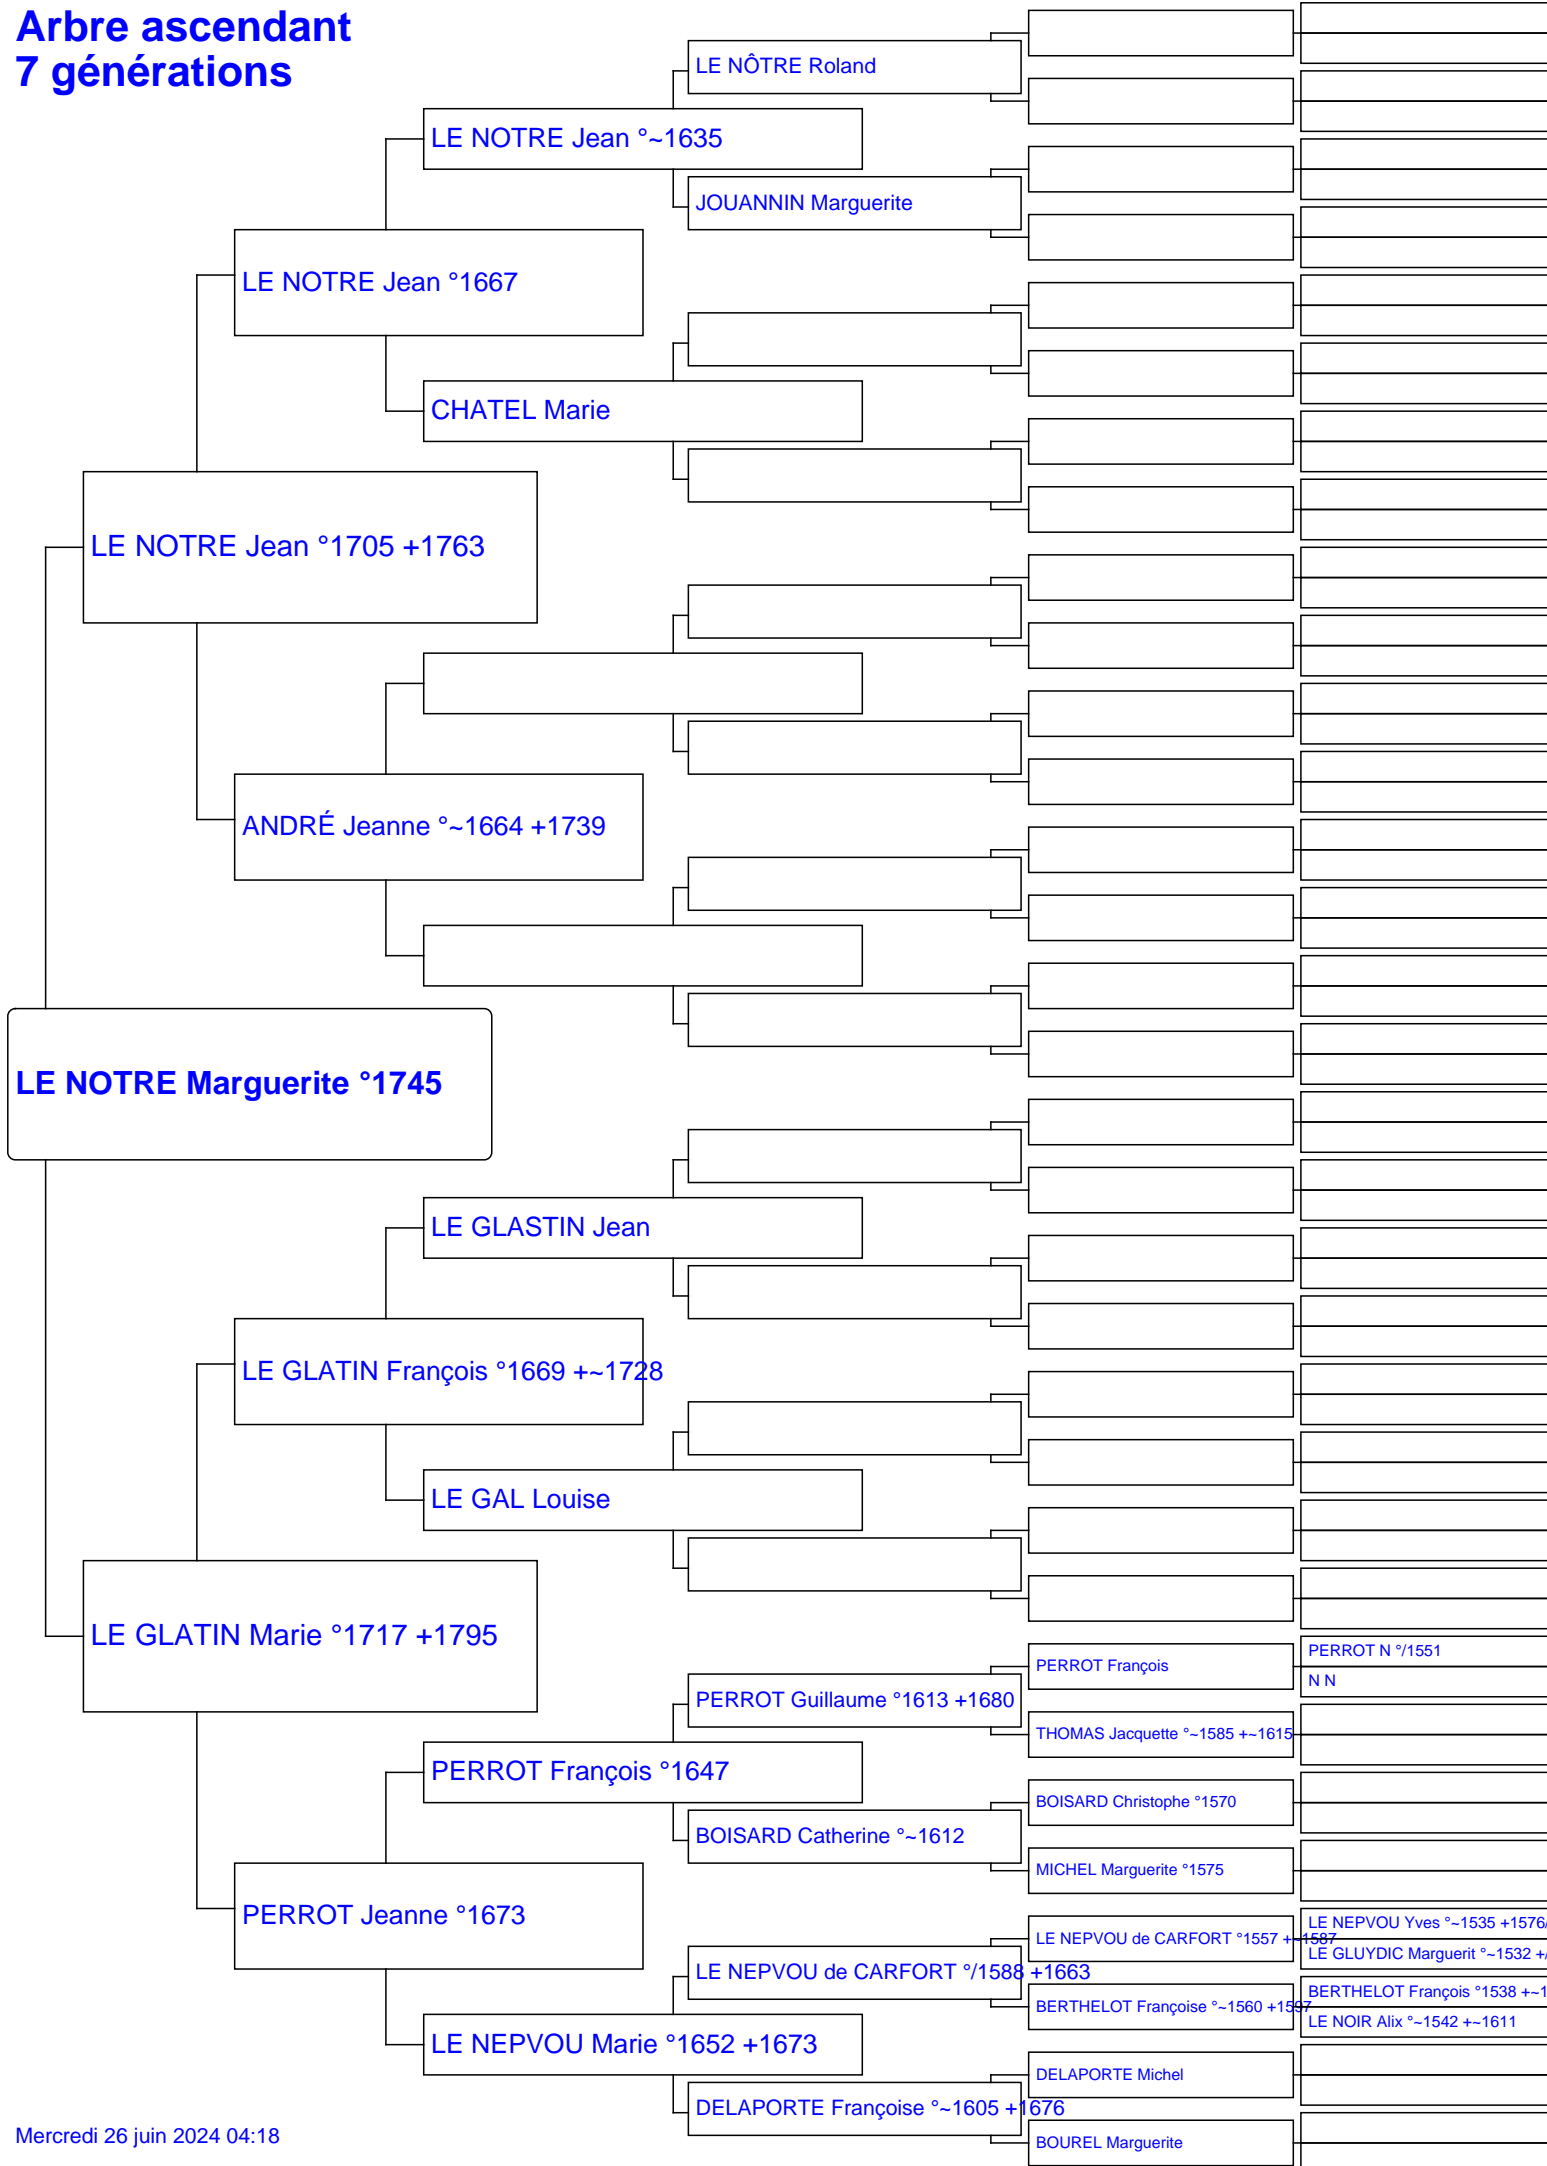 Arbre ascendant
7 générations
LE NÔTRE Roland
LE NOTRE Jean °~1635
JOUANNIN Marguerite
LE NOTRE Jean °1667
CHATEL Marie
LE NOTRE Jean °1705 +1763
ANDRÉ Jeanne °~1664 +1739
LE NOTRE Marguerite °1745
LE GLASTIN Jean
LE GLATIN François °1669 +~1728
LE GAL Louise
LE GLATIN Marie °1717 +1795
PERROT N °/1551
PERROT François
N N
PERROT Guillaume °1613 +1680
THOMAS Jacquette °~1585 +~1615
PERROT François °1647
BOISARD Christophe °1570
BOISARD Catherine °~1612
MICHEL Marguerite °1575
PERROT Jeanne °1673
LE NEPVOU Yves °~1535 +1576/
LE NEPVOU de CARFORT °1557 +~1587
LE GLUYDIC Marguerit °~1532 +/
LE NEPVOU de CARFORT °/1588 +1663
BERTHELOT François °1538 +~1
BERTHELOT Françoise °~1560 +1597
LE NOIR Alix °~1542 +~1611
LE NEPVOU Marie °1652 +1673
DELAPORTE Michel
DELAPORTE Françoise °~1605 +1676
BOUREL Marguerite
Mercredi 26 juin 2024 04:18